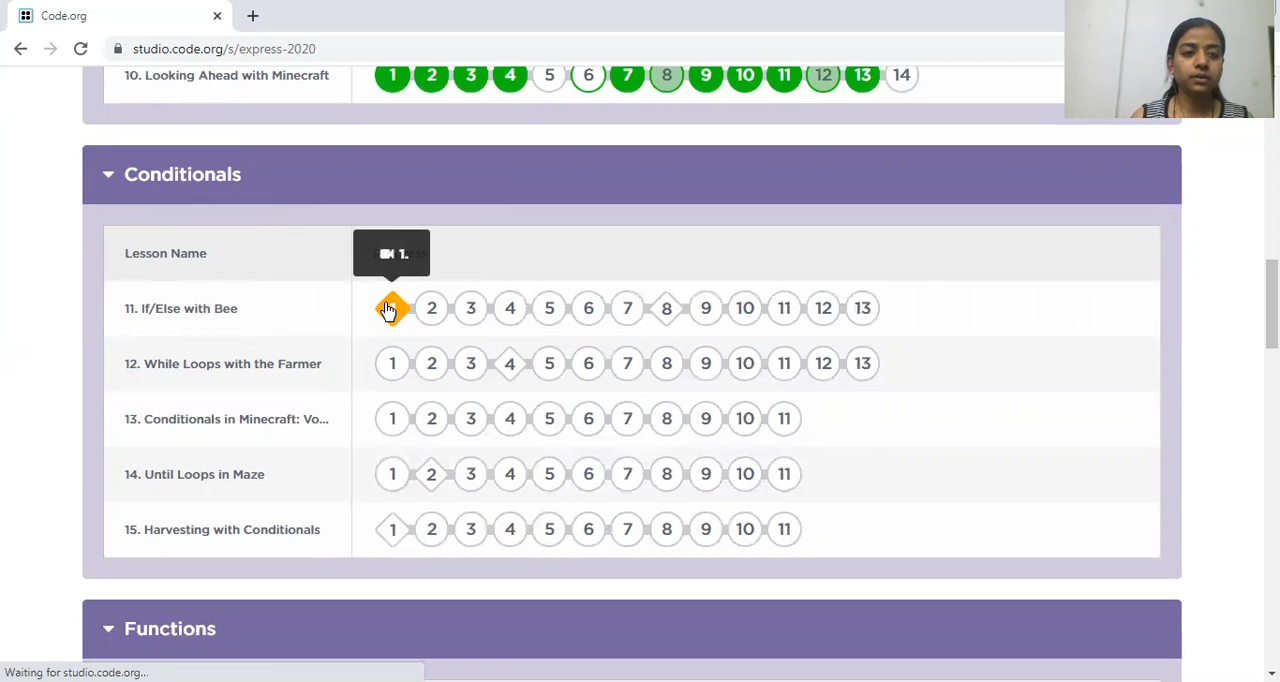 Code.org
studio.code.org/s/express-2020
10. Looking Ahead with Minecraft 1 2 3 4 5 6 7 8 9 10 11 12 13 14
Conditionals
Lesson Name
1.
11. If/Else with Bee 2 3 4 5 6 7 8 9 10 11 12 13
12. While Loops with the Farmer 1 2 3 4 5 6 7 8 9 10 11 12 13
13. Conditionals in Minecraft: Vo... 1 2 3 4 5 6 7 8 9 10 11
14. Until Loops in Maze 1 2 3 4 5 6 7 8 9 10 11
15. Harvesting with Conditionals 1 2 3 4 5 6 7 8 9 10 11
Functions
Waiting for studio.code.org...